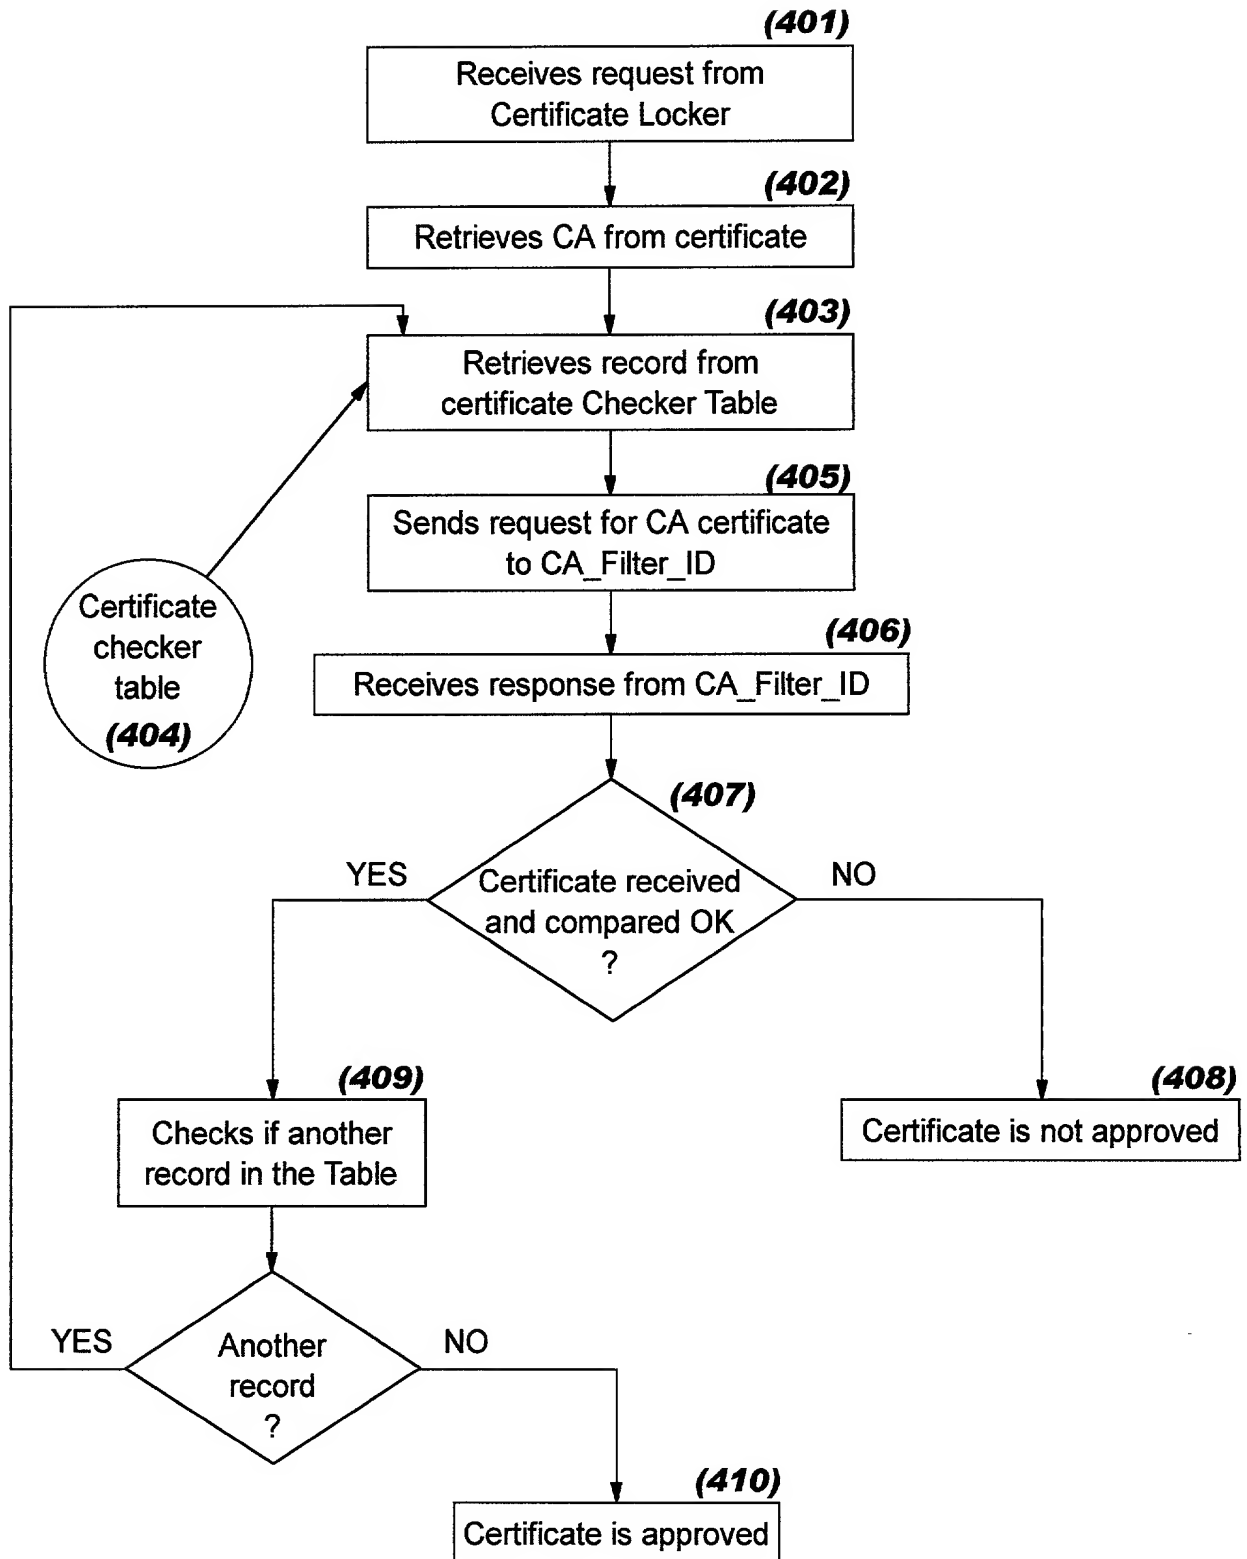 (401)
Receives request from
Certificate Locker
(402)
Retrieves CA from certificate
(403)
Retrieves record from
certificate Checker Table
(405)
Sends request for CA certificate
to CA_Filter_ID
Certificate
checker
table
(404)
(406)
Receives response from CA_Filter_ID
(407)
YES
NO
Certificate received
and compared OK
?
(409)
(408)
Checks if another
record in the Table
Certificate is not approved
YES
NO
Another
record
?
(410)
Certificate is approved